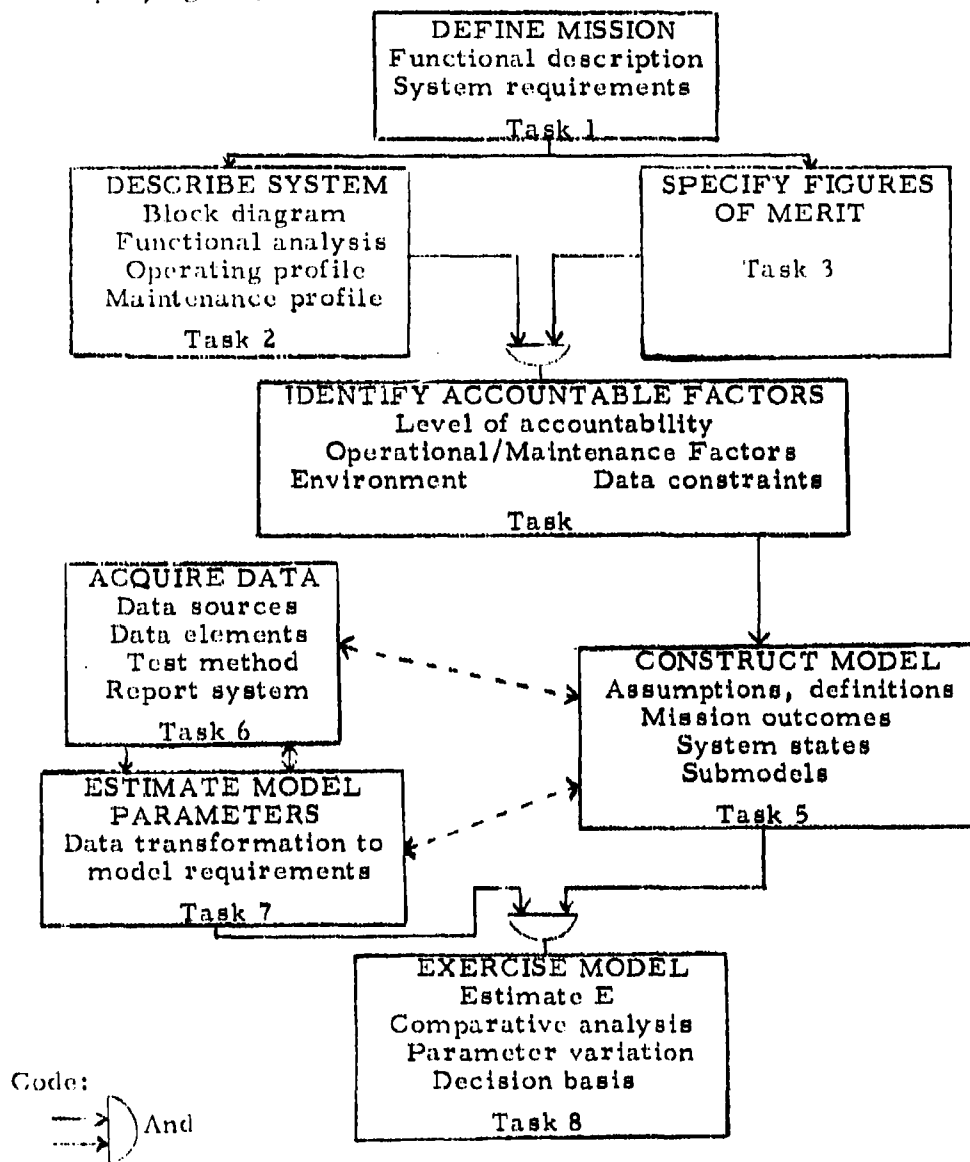 DEFINE MISSION
Functional description
System requirements
Task 1
DESCRIBE SYSTEM
Block diagram
Functional analysis
Operating profile
Maintenance profile
Task 2
SPECIFY FIGURES
OF MERIT
Task 3
IDENTIFY ACCOUNTABLE FACTORS
Level of accountability
Operational/Maintenance Factors
Environment Data constraints
Task
ACQUIRE DATA
Data sources
Data elements
Test method
Report system
Task 6
CONSTRUCT MODEL
Assumptions, definitions
Mission outcomes
System states
Submodels
Task 5
ESTIMATE MODEL
PARAMETERS
Data transformation to
model requirements
Task 7
EXERCISE MODEL
Estimate E
Comparative analysis
Parameter variation
Decision basis
Task 8
Code:
And